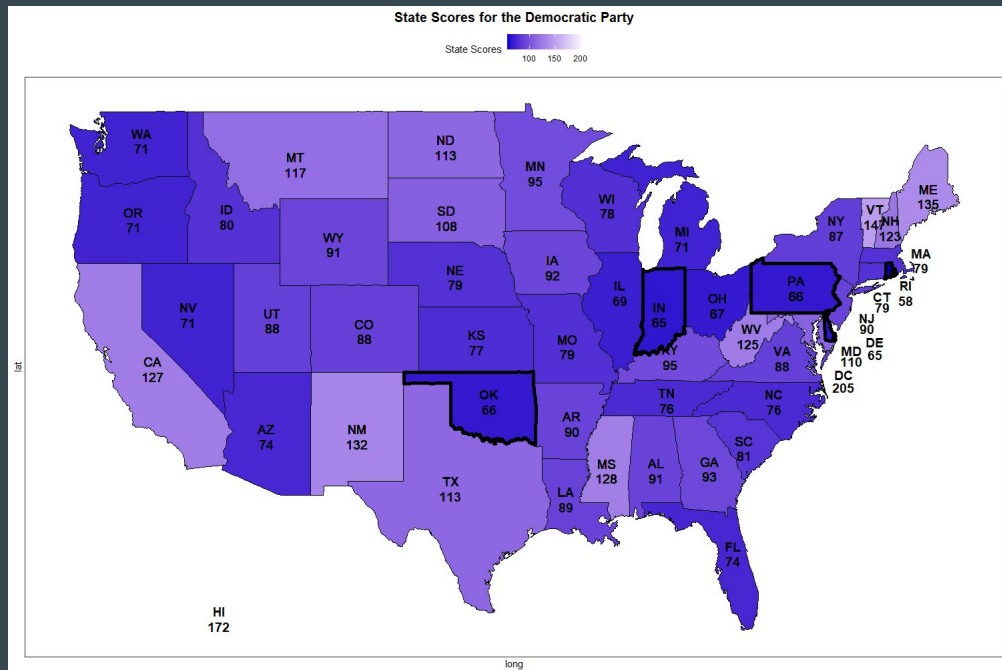 State Scores for the Democratic Party
State Scores
100 150 200
lat
WA
71
OR
71
ID
80
MT
117
ND
113
MN
95
WI
78
MI
71
NY
87
VT
147
NH
123
ME
135
MA
79
RI
58
CT
79
NJ
90
DE
65
MD
110
DC
205
SD
108
WY
91
NE
79
IA
92
IL
69
IN
65
OH
67
PA
66
WV
125
VA
88
KY
95
NV
71
UT
88
CO
88
KS
77
MO
79
CA
127
AZ
74
NM
132
OK
66
AR
90
TN
76
NC
76
SC
81
TX
113
LA
89
MS
128
AL
91
GA
93
FL
74
HI
172
long